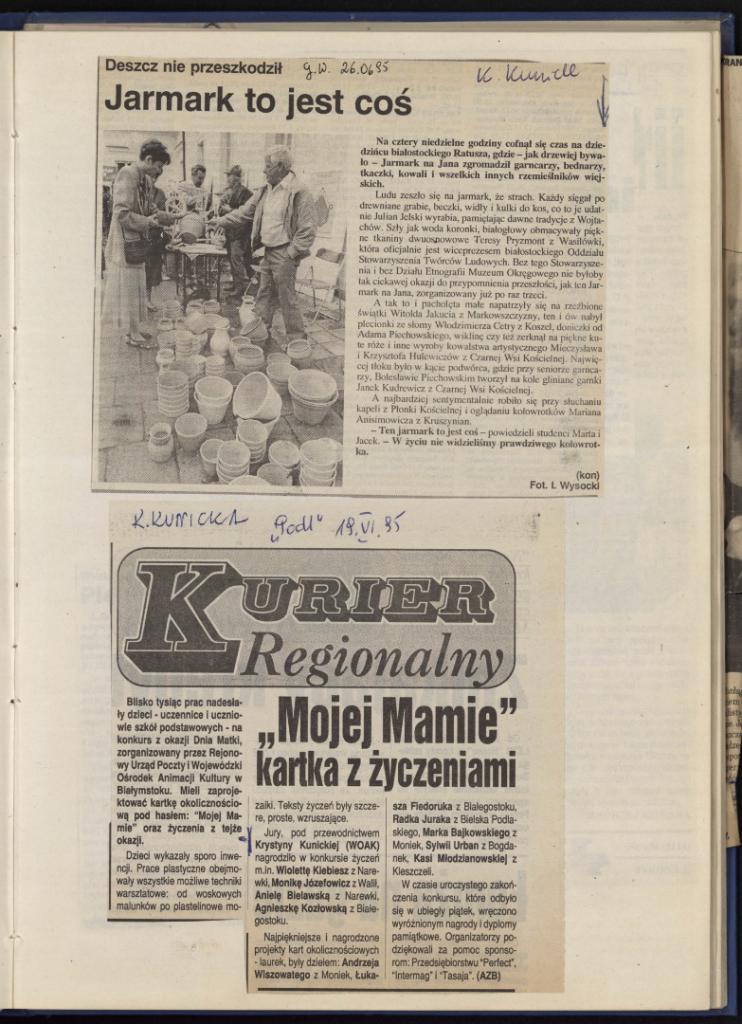 Deszcz nie przeszkodził
g.w. 26.06 95
K.
Jarmark to jest coś
Na cztery niedzielne godziny cofnął się czas na dzie-
dzińcu białostockiego Ratusza, gdzie – jak drzewiej bywa-
ło – Jarmark na Jana zgromadził garncarzy, bednarzy,
tkaczki, kowali i wszelkich innych rzemieślników wiej-
skich.
Ludu zeszło się na jarmark, że strach. Każdy sięgał po
drewniane grabie, beczki, widły i kulki do kos, co to je udat-
nie Julian Jelski wyrabia, pamiętając dawne tradycje z Wojta-
chów. Szły jak woda koronki, białogłowy obmacywały pięk-
ne tkaniny dwuosnowowe Teresy Pryzmont z Wasilówki,
która oficjalnie jest wiceprezesem białostockiego Oddziału
Stowarzyszenia Twórców Ludowych. Bez tego Stowarzysze-
nia i bez Działu Etnografii Muzeum Okręgowego nie byłoby
tak ciekawej okazji do przypomnienia przeszłości, jak ten Jar-
mark na Jana, zorganizowany już po raz trzeci.
A tak to i pacholęta małe napatrzyły się na rzeźbione
świątki Witolda Jakucia z Markowszczyzny, ten i ów nabył
plecionki ze słomy Włodzimierza Cetry z Koszel, doniczki od
Adama Piechowskiego, wiklinę czy też zerknął na piękne ku-
te róże i inne wyroby kowalstwa artystycznego Mieczysława
i Krzysztofa Hulewiczów z Czarnej Wsi Kościelnej. Najwię-
cej tłoku było w kącie podwórca, gdzie przy seniorze garnca-
rzy, Bolesławie Piechowskim tworzył na kole gliniane garnki
Janek Kudrewicz z Czarnej Wsi Kościelnej.
A najbardziej sentymentalnie robiło się przy słuchaniu
kapeli z Płonki Kościelnej i oglądaniu kołowrotków Mariana
Anisimowicza z Kruszynian.
– Ten jarmark to jest coś – powiedzieli studenci Marta i
Jacek. – W życiu nie widzieliśmy prawdziwego kołowrot-
ka.
(kon)
Fot. I. Wysocki
K.KUNICKA
„Podl” 19.VI.95
KURIER
Regionalny
Blisko tysiąc prac nadesła-
ły dzieci - uczennice i ucznio-
wie szkół podstawowych - na
konkurs z okazji Dnia Matki,
zorganizowany przez Rejono-
wy Urząd Poczty i Wojewódzki
Ośrodek Animacji Kultury w
Białymstoku. Mieli zaproje-
ktować kartkę okolicznościo-
wą pod hasłem: "Mojej Ma-
mie" oraz życzenia z tejże
okazji.
Dzieci wykazały sporo inwe-
ncji. Prace plastyczne obejmo-
wały wszystkie możliwe techniki
warsztatowe: od woskowych
malunków po plastelinowe mo-
„Mojej Mamie”
kartka z życzeniami
zaiki. Teksty życzeń były szcze-
re, proste, wzruszające.
Jury, pod przewodnictwem
Krystyny Kunickiej (WOAK)
nagrodziło w konkursie życzeń
m.in. Wiolettę Kiebiesz z Nare-
wki, Monikę Józefowicz z Walił,
Anielę Bielawską z Narewki,
Agnieszkę Kozłowską z Białe-
gostoku.
Najpiękniejsze i nagrodzone
projekty kart okolicznościowych
- laurek, były dziełem: Andrzeja
Wiszowatego z Moniek, Łuka-
sza Fiedoruka z Białegostoku,
Radka Juraka z Bielska Podla-
skiego, Marka Bajkowskiego z
Moniek, Sylwii Urban z Bogda-
nek, Kasi Młodzianowskiej z
Kleszczeli.
W czasie uroczystego zakoń-
czenia konkursu, które odbyło
się w ubiegły piątek, wręczono
wyróżnionym nagrody i dyplomy
pamiątkowe. Organizatorzy po-
dziękowali za pomoc sponso-
rom: Przedsiębiorstwu "Perfect",
"Intermag" i "Tasaja". (AZB)